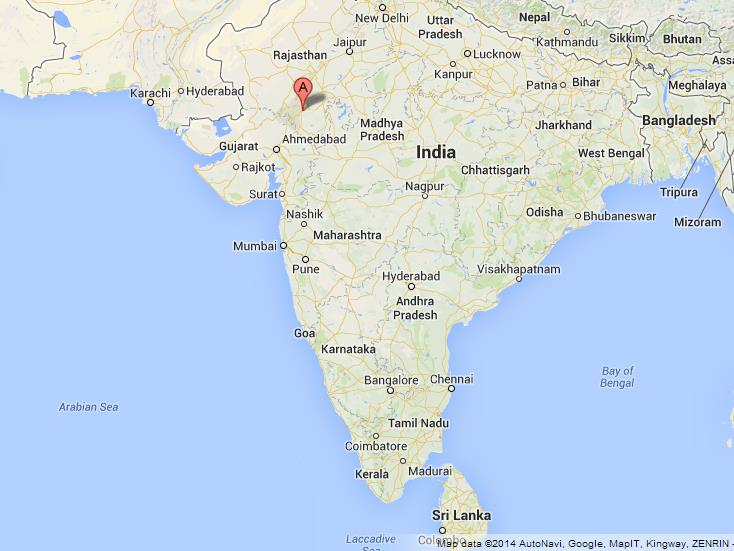 New Delhi
Uttar
Pradesh
Nepal
Kathmandu
Sikkim
Bhutan
Assa
Jaipur
Rajasthan
Lucknow
Kanpur
Patna
Bihar
Meghalaya
Karachi
Hyderabad
A
Bangladesh
Madhya
Pradesh
Jharkhand
Gujarat
Ahmedabad
India
West Bengal
Rajkot
Chhattisgarh
Surat
Nagpur
Tripura
Nashik
Odisha
Bhubaneswar
Mizoram
Maharashtra
Mumbai
Pune
Hyderabad
Visakhapatnam
Andhra
Pradesh
Goa
Karnataka
Bay of
Bengal
Bangalore
Chennai
Arabian Sea
Tamil Nadu
Coimbatore
Kerala
Madurai
Sri Lanka
Colombo
Laccadive
Sea
Map data ©2014 AutoNavi, Google, MapIT, Kingway, ZENRIN -